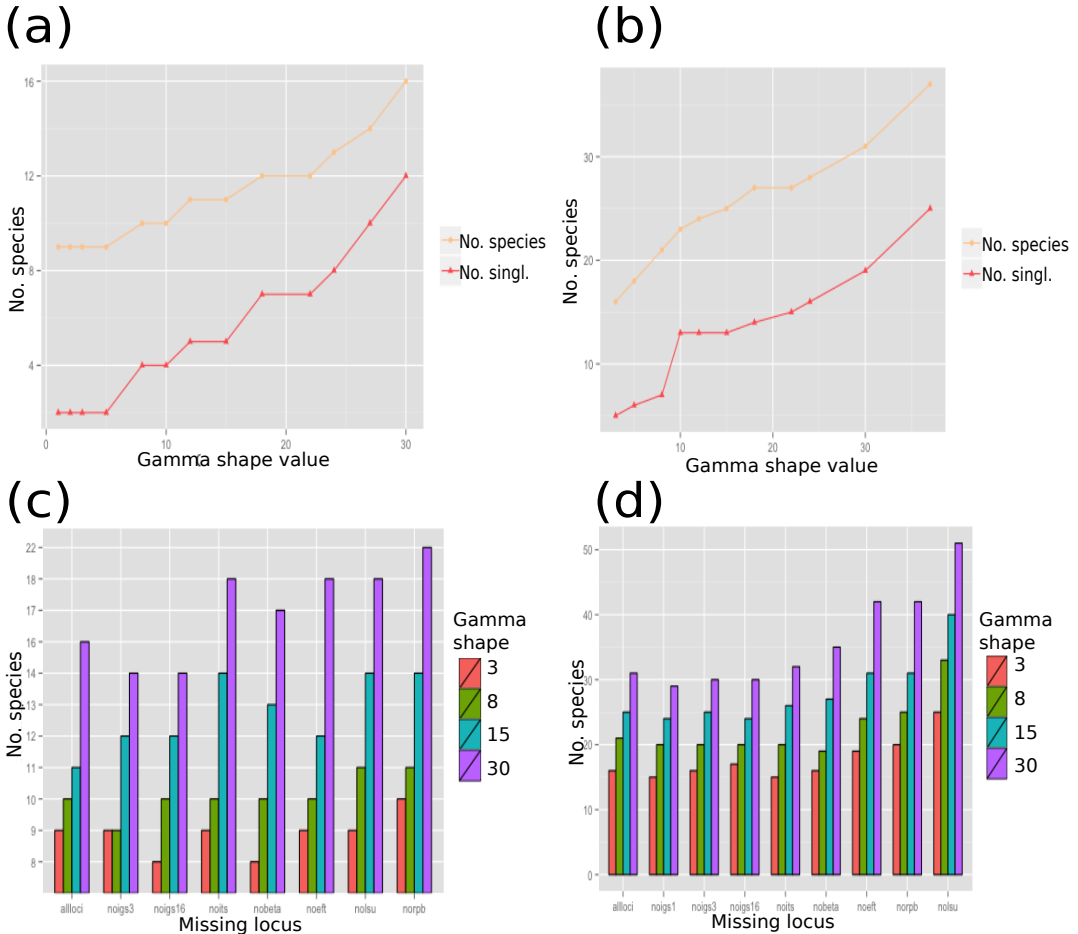 (a)
16
12
8
4
No. species
0
10
20
30
Gamma shape value
No. species
No. singl.
(b)
30
20
10
No. species
10
20
30
Gamma shape value
No. species
No. singl.
(c)
22
18
17
16
14
13
12
11
10
9
8
No. species
allloci
noigs3
noigs16
noits
nobeta
noeft
nolsu
norpb
Missing locus
Gamma
shape
3
8
15
30
(d)
50
40
30
20
10
0
No. species
allloci
noigs1
noigs3
noigs16
noits
nobeta
noeft
norpb
nolsu
Missing locus
Gamma
shape
3
8
15
30